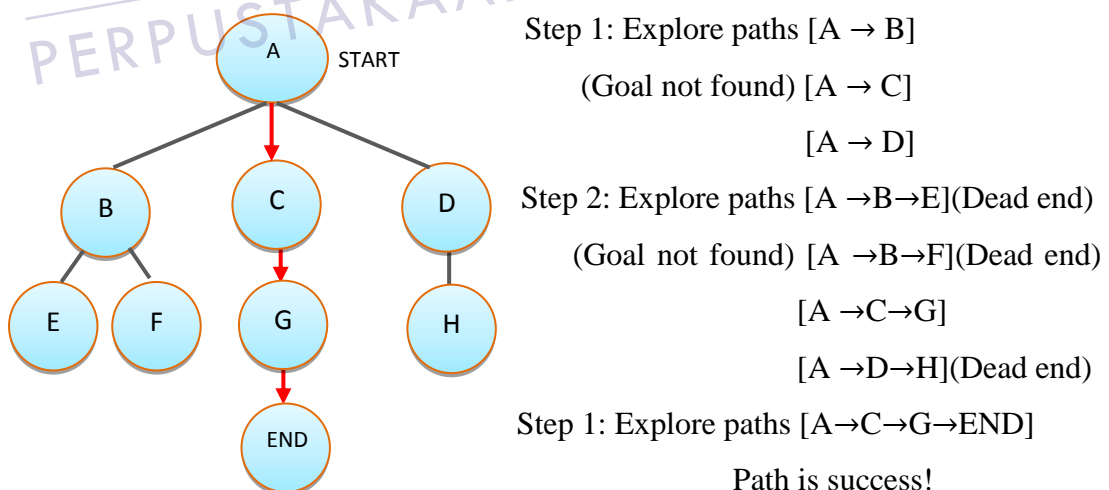 PERPUSTAKAA
A
START
B
C
D
E
F
G
H
END
Step 1: Explore paths [A → B]
(Goal not found) [A → C]
[A → D]
Step 2: Explore paths [A →B→E](Dead end)
(Goal not found) [A →B→F](Dead end)
[A →C→G]
[A →D→H](Dead end)
Step 1: Explore paths [A→C→G→END]
Path is success!